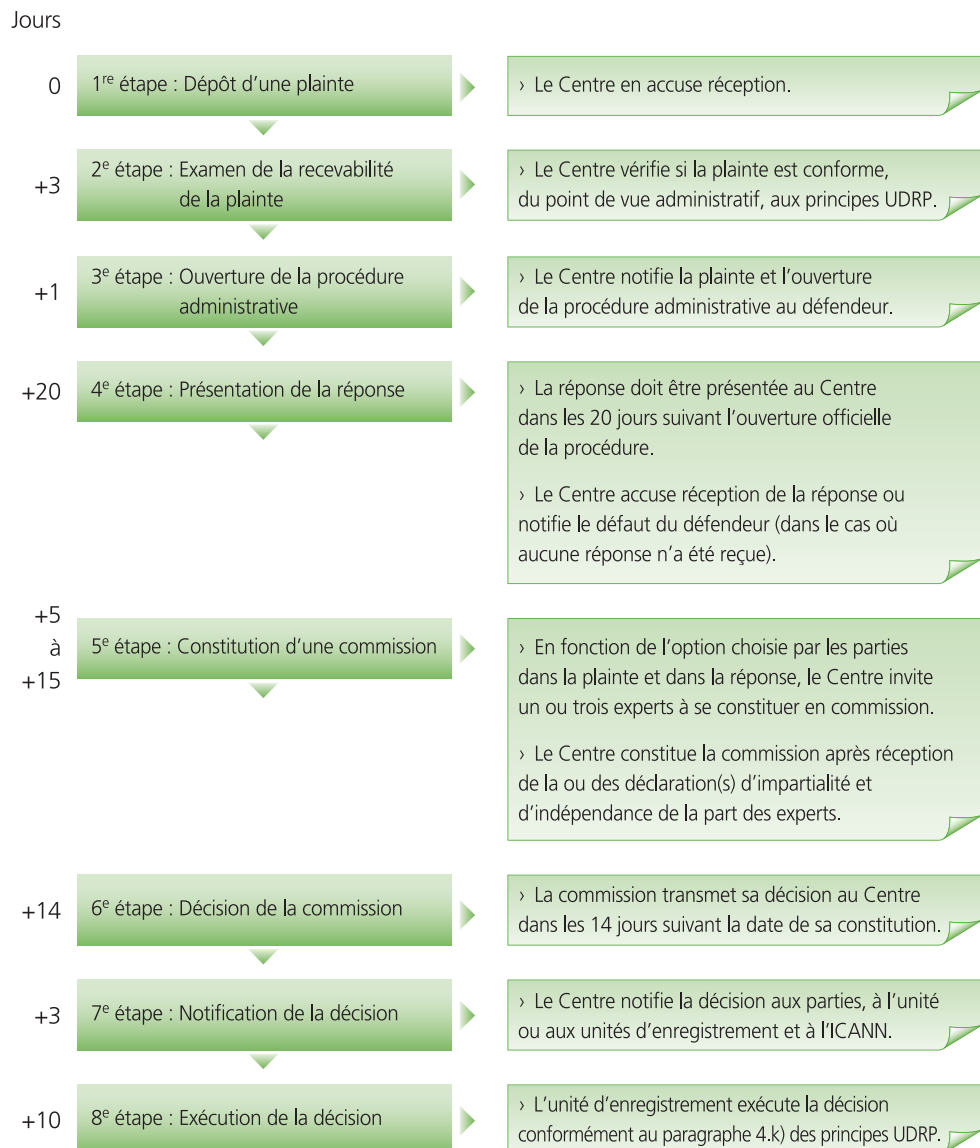 Jours
0
1re étape : Dépôt d’une plainte
› Le Centre en accuse réception.
+3
2e étape : Examen de la recevabilité
de la plainte
› Le Centre vérifie si la plainte est conforme,
du point de vue administratif, aux principes UDRP.
+1
3e étape : Ouverture de la procédure
administrative
› Le Centre notifie la plainte et l’ouverture
de la procédure administrative au défendeur.
+20
4e étape : Présentation de la réponse
› La réponse doit être présentée au Centre
dans les 20 jours suivant l’ouverture officielle
de la procédure.
› Le Centre accuse réception de la réponse ou
notifie le défaut du défendeur (dans le cas où
aucune réponse n’a été reçue).
+5
à
+15
5e étape : Constitution d’une commission
› En fonction de l’option choisie par les parties
dans la plainte et dans la réponse, le Centre invite
un ou trois experts à se constituer en commission.
› Le Centre constitue la commission après réception
de la ou des déclaration(s) d’impartialité et
d’indépendance de la part des experts.
+14
6e étape : Décision de la commission
› La commission transmet sa décision au Centre
dans les 14 jours suivant la date de sa constitution.
+3
7e étape : Notification de la décision
› Le Centre notifie la décision aux parties, à l’unité
ou aux unités d’enregistrement et à l’ICANN.
+10
8e étape : Exécution de la décision
› L’unité d’enregistrement exécute la décision
conformément au paragraphe 4.k) des principes UDRP.